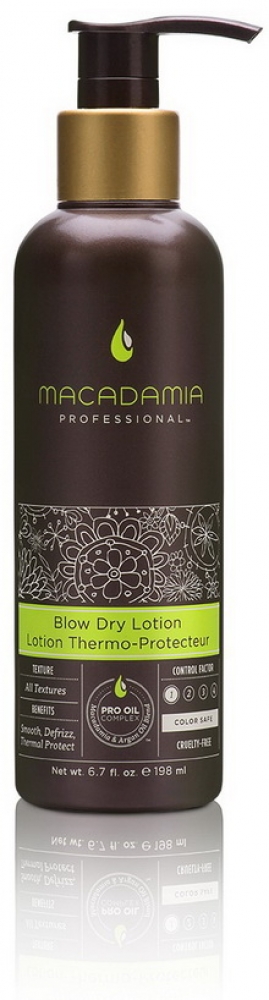 MACADAMIA
PROFESSIONAL™
Blow Dry Lotion
Lotion Thermo-Protecteur
TEXTURE
All Textures
BENEFITS
Smooth, Defrizz,
Thermal Protect
PRO OIL
COMPLEX
Macadamia & Argan Oil Blend
CONTROL FACTOR
1 2 3 4
COLOR SAFE
CRUELTY-FREE
Net wt. 6.7 fl. oz. e 198 ml